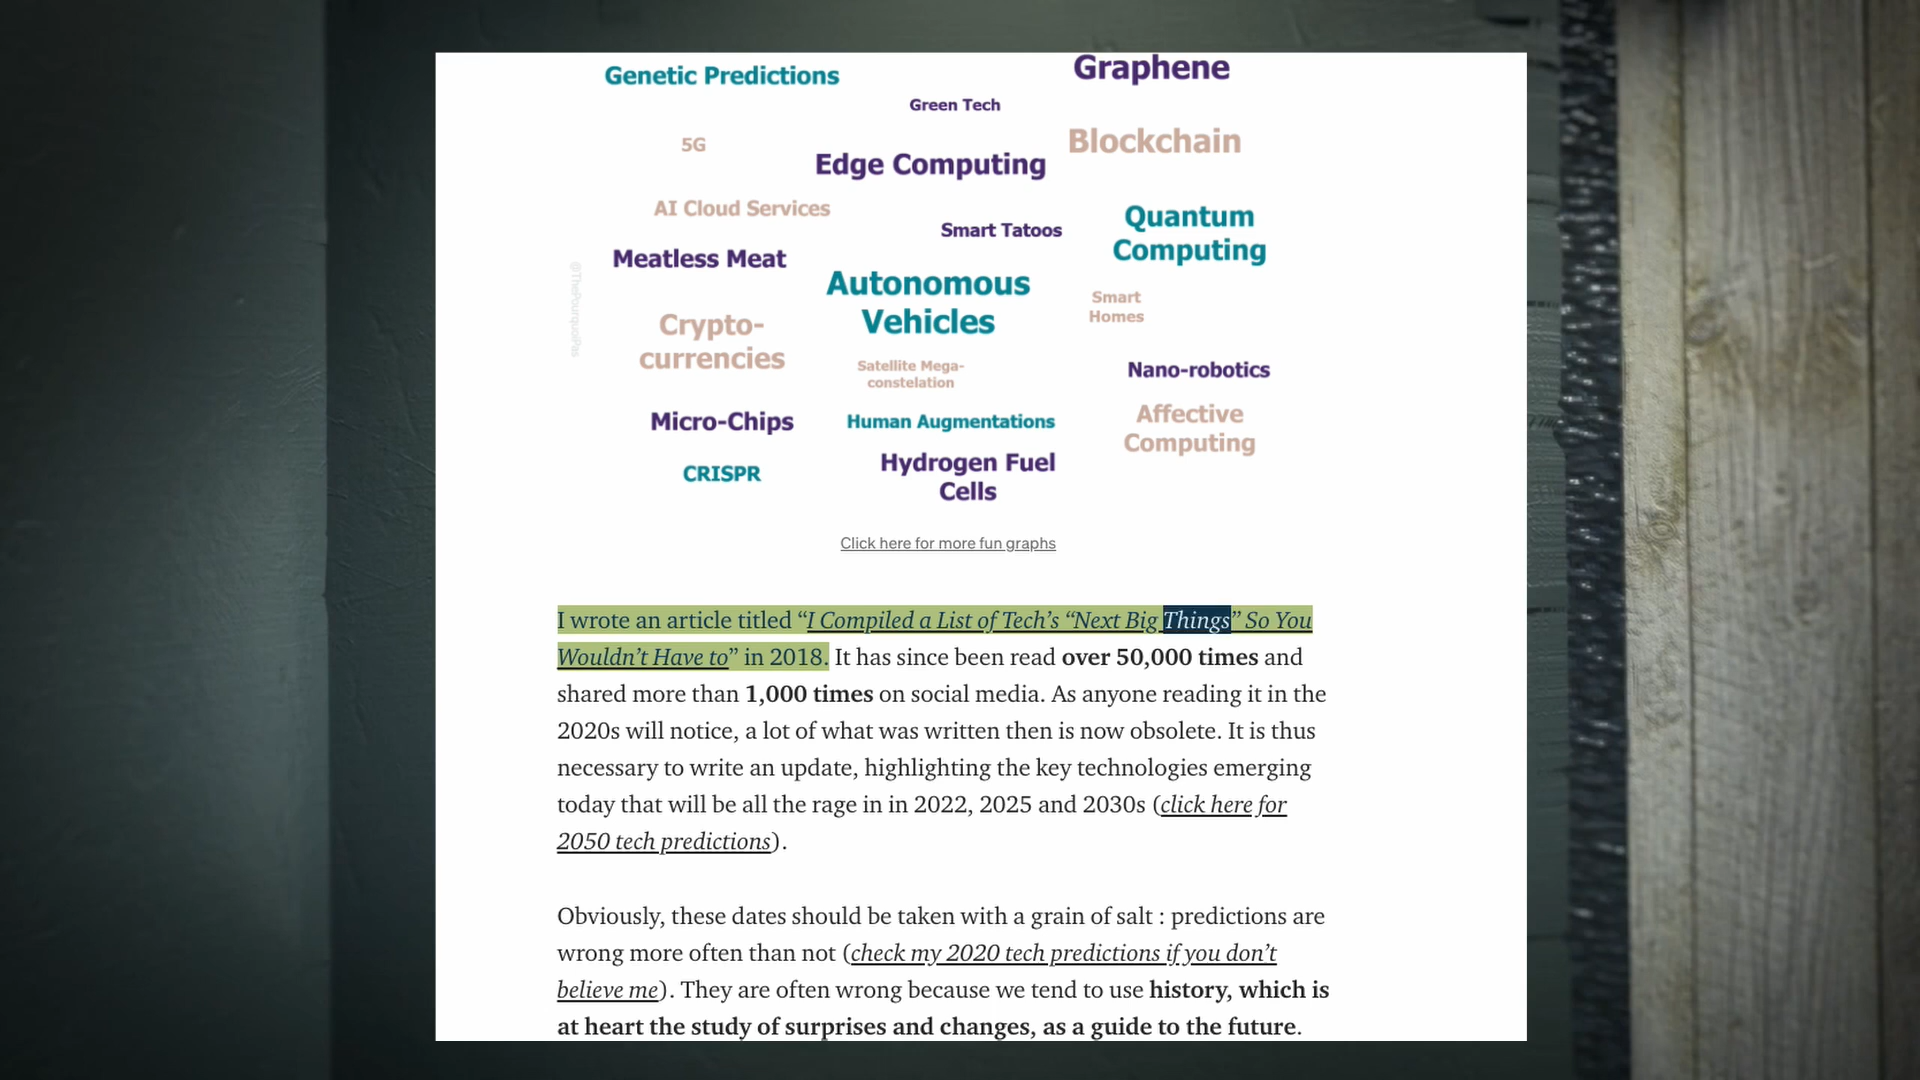 Genetic Predictions
Graphene
Green Tech
5G
Blockchain
Edge Computing
AI Cloud Services
Smart Tatoos
Quantum
Computing
Meatless Meat
Autonomous
Vehicles
@ThePourquoiPas
Smart
Homes
Crypto-
currencies
Satellite Mega-
constelation
Nano-robotics
Micro-Chips
Human Augmentations
Affective
Computing
CRISPR
Hydrogen Fuel
Cells
Click here for more fun graphs
I wrote an article titled “I Compiled a List of Tech’s “Next Big Things” So You
Wouldn’t Have to” in 2018. It has since been read over 50,000 times and
shared more than 1,000 times on social media. As anyone reading it in the
2020s will notice, a lot of what was written then is now obsolete. It is thus
necessary to write an update, highlighting the key technologies emerging
today that will be all the rage in in 2022, 2025 and 2030s (click here for
2050 tech predictions).
Obviously, these dates should be taken with a grain of salt : predictions are
wrong more often than not (check my 2020 tech predictions if you don’t
believe me). They are often wrong because we tend to use history, which is
at heart the study of surprises and changes, as a guide to the future.